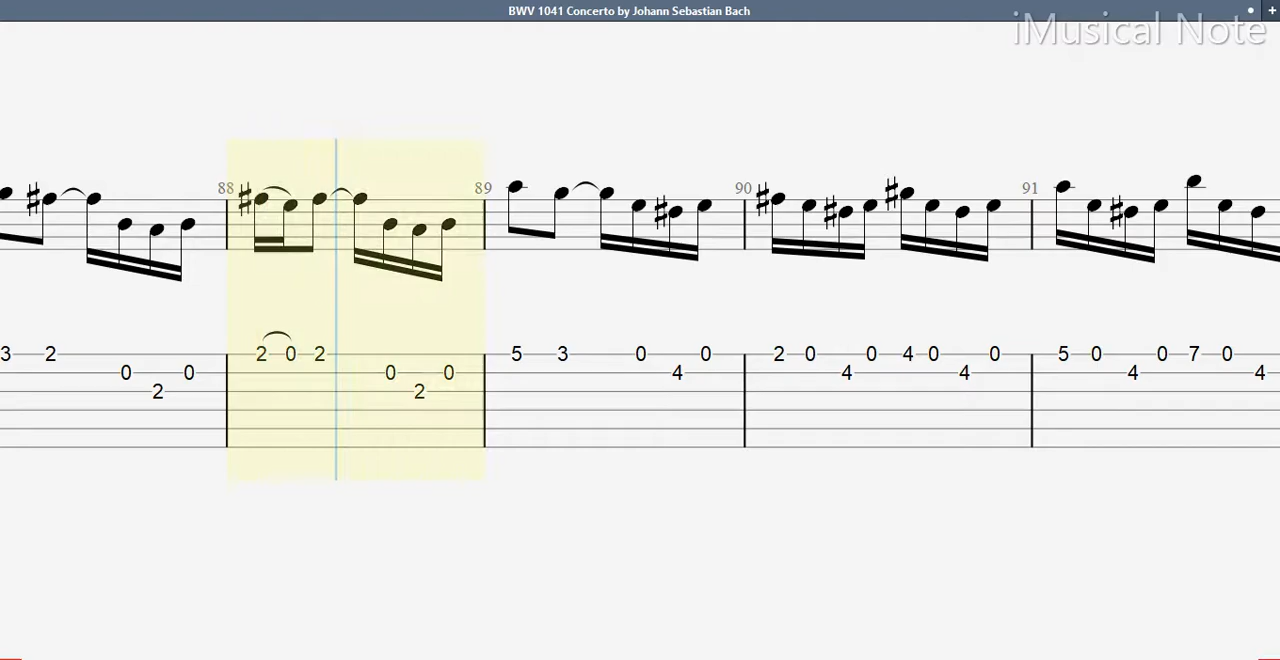 BWV 1041 Concerto by Johann Sebastian Bach
iMusical Note
88 89 90 91
3 2 2 0 2 5 3 0 0 2 0 0 4 0 0 5 0 0 7 0
0 0 0 0 4 4 4 4 4
2 2